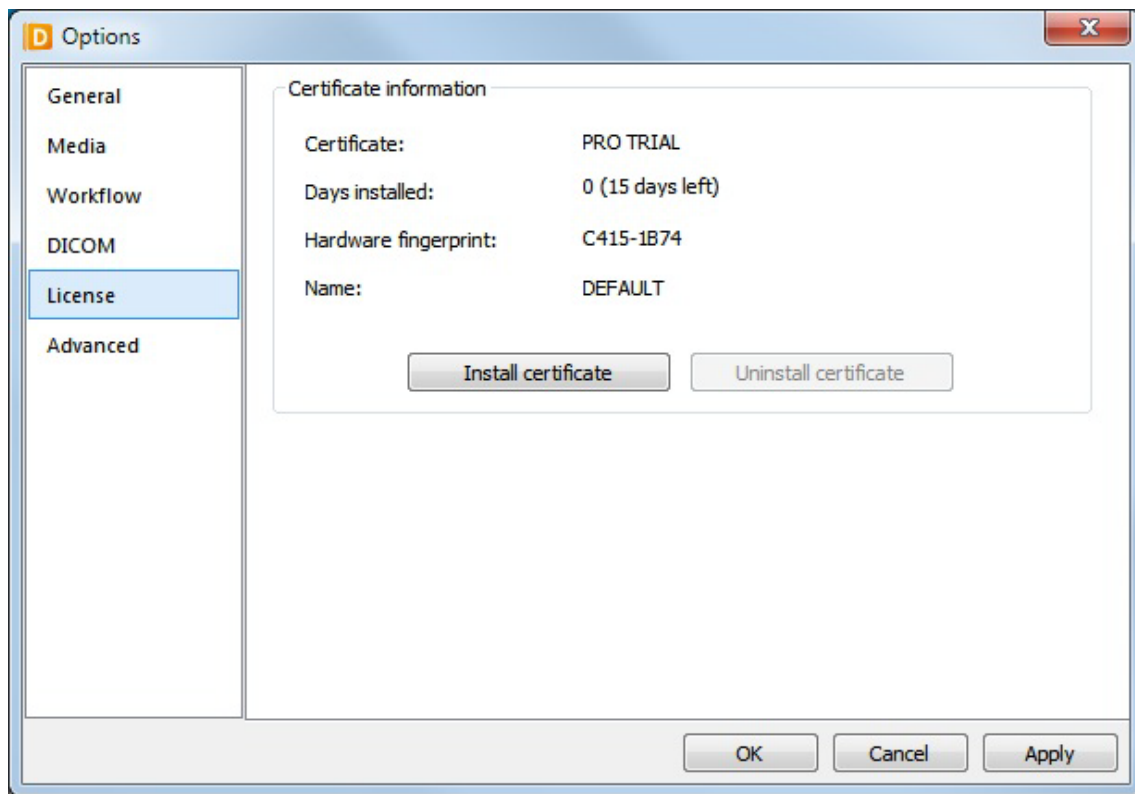 Options
General
Media
Workflow
DICOM
License
Advanced
Certificate information
Certificate: PRO TRIAL
Days installed: 0 (15 days left)
Hardware fingerprint: C415-1B74
Name: DEFAULT
Install certificate Uninstall certificate
OK Cancel Apply